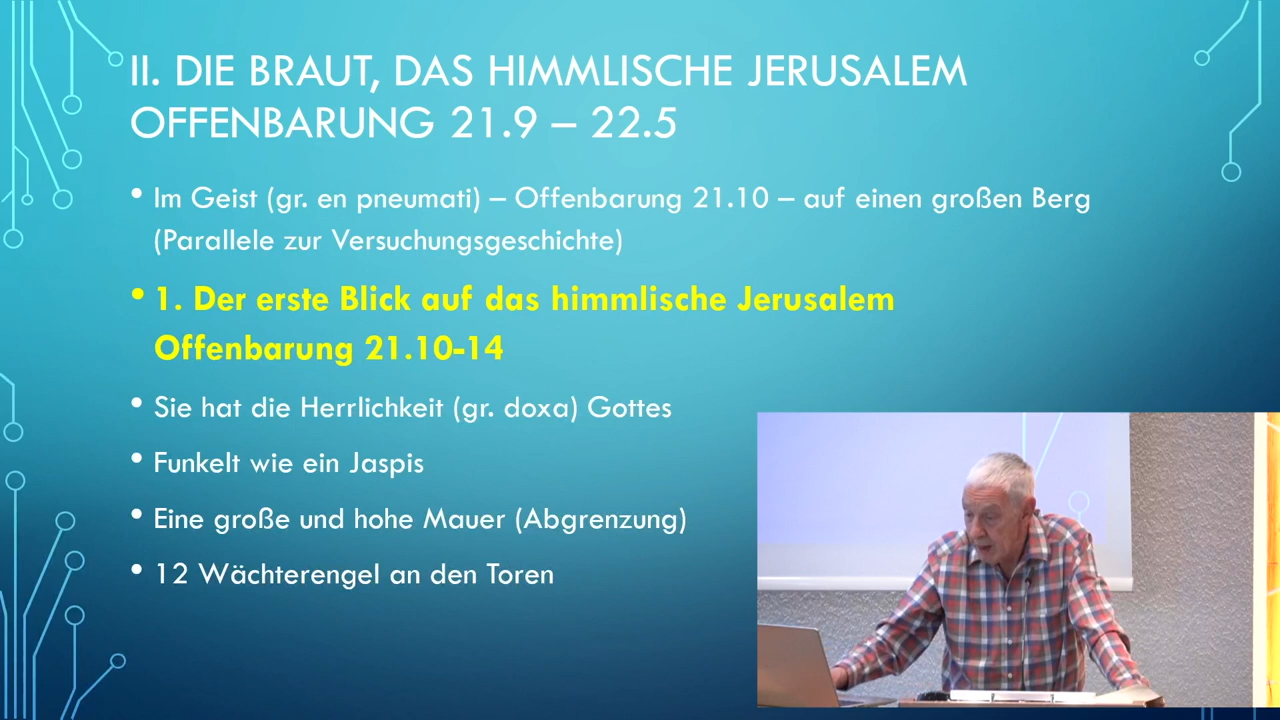 II. DIE BRAUT, DAS HIMMLISCHE JERUSALEM
OFFENBARUNG 21.9 – 22.5
• Im Geist (gr. en pneumati) – Offenbarung 21.10 – auf einen großen Berg
(Parallele zur Versuchungsgeschichte)
• 1. Der erste Blick auf das himmlische Jerusalem
Offenbarung 21.10-14
• Sie hat die Herrlichkeit (gr. doxa) Gottes
• Funkelt wie ein Jaspis
• Eine große und hohe Mauer (Abgrenzung)
• 12 Wächterengel an den Toren